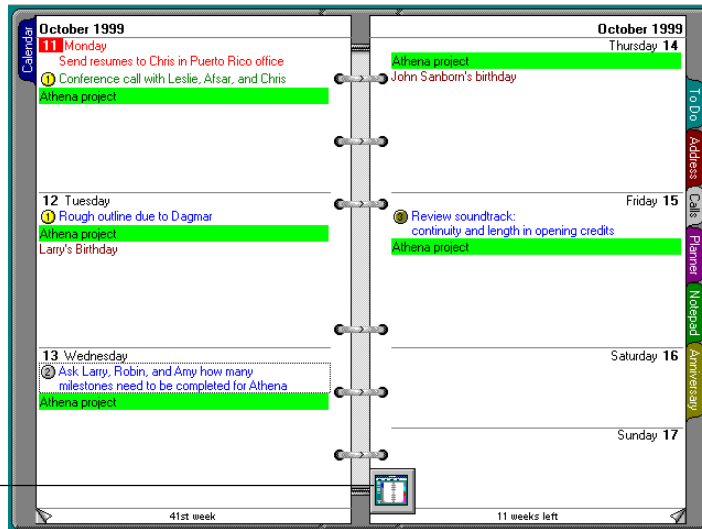 Calendar
October 1999
11 Monday
Send resumes to Chris in Puerto Rico office
1 Conference call with Leslie, Afsar, and Chris
Athena project
12 Tuesday
1 Rough outline due to Dagmar
Athena project
Larry's Birthday
13 Wednesday
2 Ask Larry, Robin, and Amy how many
milestones need to be completed for Athena
Athena project
41st week
October 1999
Thursday 14
Athena project
John Sanborn's birthday
Friday 15
3 Review soundtrack:
continuity and length in opening credits
Athena project
Saturday 16
Sunday 17
11 weeks left
To Do
Address
Calls
Planner
Notepad
Anniversary